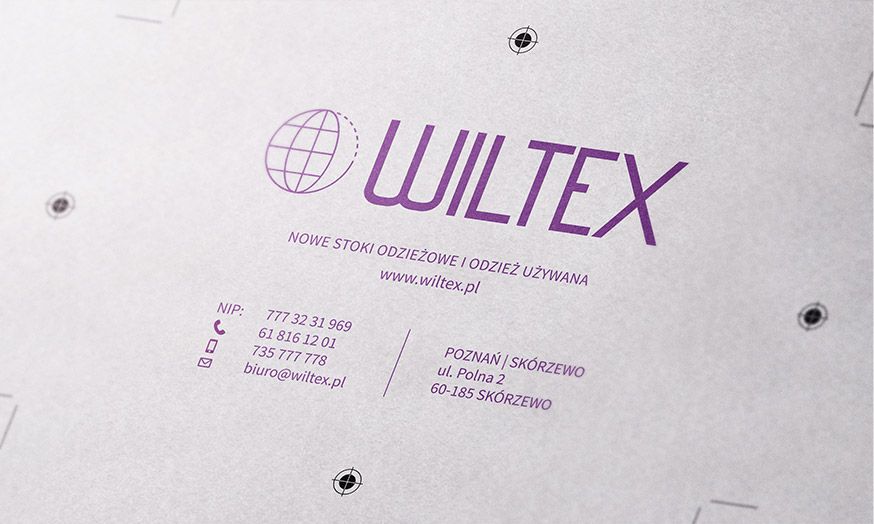 WILTEX
NOWE STOKI ODZIEŻOWE I ODZIEŻ UŻYWANA
www.wiltex.pl
NIP: 777 32 31 969
61 816 12 01
735 777 778
biuro@wiltex.pl
POZNAŃ | SKÓRZEWO
ul. Polna 2
60-185 SKÓRZEWO